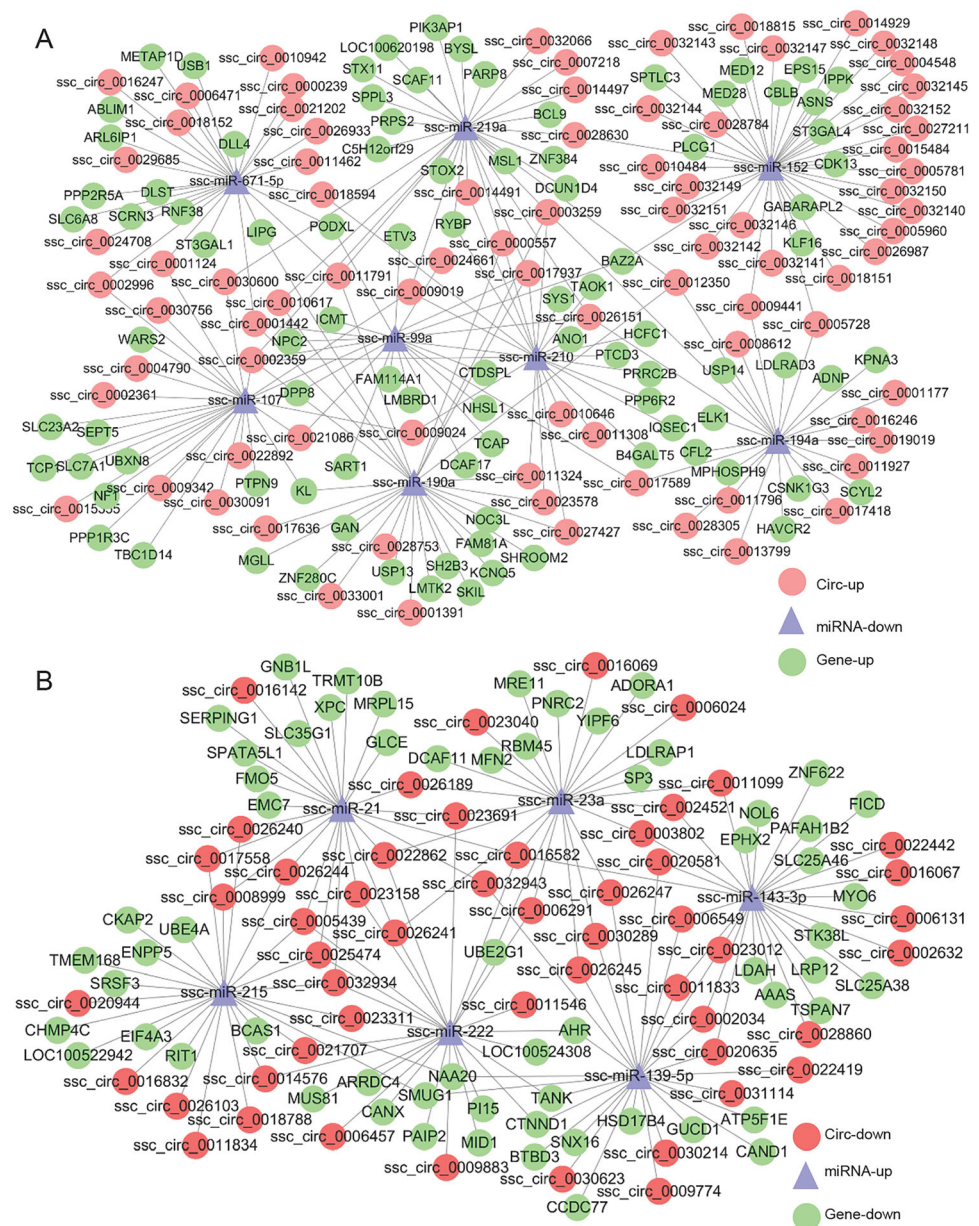 A
PIK3AP1
LOC100620198
BYSL
ssc_circ_0032066
ssc_circ_0018815
ssc_circ_0014929
METAP1D
USB1
ssc_circ_0010942
STX11
SCAF11
PARP8
ssc_circ_0007218
ssc_circ_0032143
ssc_circ_0032147
ssc_circ_0032148
ssc_circ_0016247
ssc_circ_0000239
SPPL3
ssc_circ_0014497
SPTLC3
MED12
EPS15
IPPK
ssc_circ_0004548
ABLIM1
ssc_circ_0006471
ssc_circ_0021202
PRPS2
ssc-miR-219a
BCL9
MED28
CBLB
ASNS
ssc_circ_0032145
ssc_circ_0018152
ssc_circ_0032144
ssc_circ_0032152
ARL6IP1
ssc_circ_0026933
C5H12orf29
ssc_circ_0028630
ssc_circ_0028784
ST3GAL4
ssc_circ_0027211
DLL4
ssc_circ_0011462
MSL1
ZNF384
PLCG1
ssc_circ_0015484
ssc_circ_0029685
STOX2
ssc_circ_0010484
ssc-miR-152
CDK13
ssc_circ_0005781
ssc-miR-671-5p
ssc_circ_0018594
ssc_circ_0014491
DCUN1D4
ssc_circ_0032149
GABARAPL2
ssc_circ_0032150
PPP2R5A
DLST
ssc_circ_0003259
ssc_circ_0032151
ssc_circ_0032140
SLC6A8
SCRN3
RNF38
LIPG
PODXL
RYBP
ssc_circ_0032146
ssc_circ_0005960
ssc_circ_0024708
ST3GAL1
ETV3
ssc_circ_0000557
ssc_circ_0032142
KLF16
ssc_circ_0026987
ssc_circ_0001124
ssc_circ_0024661
BAZ2A
ssc_circ_0032141
ssc_circ_0002996
ssc_circ_0030600
ssc_circ_0011791
ssc_circ_0017937
ssc_circ_0012350
ssc_circ_0018151
ssc_circ_0009019
TAOK1
ssc_circ_0030756
ssc_circ_0010617
SYS1
ssc_circ_0009441
ssc_circ_0001442
ICMT
ssc_circ_0026151
ssc_circ_0005728
WARS2
NPC2
ssc-miR-99a
ANO1
HCFC1
ssc_circ_0008612
ssc_circ_0002359
ssc-miR-210
PTCD3
LDLRAD3
KPNA3
ssc_circ_0004790
FAM114A1
CTDSPL
PRRC2B
USP14
ADNP
ssc_circ_0002361
DPP8
LMBRD1
PPP6R2
ssc_circ_0001177
ssc-miR-107
NHSL1
ssc_circ_0010646
ELK1
ssc_circ_0016246
SLC23A2
SEPT5
ssc_circ_0021086
ssc_circ_0009024
IQSEC1
ssc_circ_0019019
TCAP
ssc_circ_0011308
ssc-miR-194a
TCP1
SLC7A1
UBXN8
ssc_circ_0022892
SART1
DCAF17
B4GALT5
CFL2
ssc_circ_0011927
ssc_circ_0009342
PTPN9
ssc-miR-190a
ssc_circ_0011324
ssc_circ_0017589
MPHOSPH9
CSNK1G3
SCYL2
NF1
KL
ssc_circ_0011796
ssc_circ_0030091
ssc_circ_0023578
ssc_circ_0017418
PPP1R3C
ssc_circ_0017636
GAN
NOC3L
ssc_circ_0027427
ssc_circ_0028305
HAVCR2
TBC1D14
ssc_circ_0028753
FAM81A
SHROOM2
ssc_circ_0013799
MGLL
USP13
SH2B3
KCNQ5
ZNF280C
LMTK2
SKIL
ssc_circ_0033001
Circ-up
ssc_circ_0001391
miRNA-down
Gene-up
B
GNB1L
ssc_circ_0016069
ssc_circ_0016142
TRMT10B
MRE11
ADORA1
XPC
MRPL15
PNRC2
ssc_circ_0006024
SERPING1
SLC35G1
ssc_circ_0023040
YIPF6
SPATA5L1
GLCE
RBM45
LDLRAP1
DCAF11
MFN2
FMO5
ssc_circ_0026189
SP3
ZNF622
EMC7
ssc-miR-21
ssc-miR-23a
ssc_circ_0011099
FICD
ssc_circ_0023691
ssc_circ_0024521
NOL6
ssc_circ_0026240
ssc_circ_0003802
PAFAH1B2
EPHX2
ssc_circ_0022442
ssc_circ_0017558
ssc_circ_0022862
ssc_circ_0016582
ssc_circ_0020581
SLC25A46
ssc_circ_0026244
ssc_circ_0016067
ssc_circ_0008999
ssc_circ_0023158
ssc_circ_0032943
ssc_circ_0026247
ssc-miR-143-3p
MYO6
CKAP2
ssc_circ_0005439
ssc_circ_0006291
ssc_circ_0006549
ssc_circ_0006131
UBE4A
ssc_circ_0026241
ssc_circ_0030289
STK38L
TMEM168
ENPP5
ssc_circ_0025474
UBE2G1
ssc_circ_0023012
ssc_circ_0002632
SRSF3
ssc_circ_0026245
LDAH
LRP12
ssc-miR-215
ssc_circ_0032934
ssc_circ_0011833
AAAS
SLC25A38
ssc_circ_0020944
ssc_circ_0011546
TSPAN7
ssc_circ_0023311
ssc_circ_0002034
CHMP4C
EIF4A3
BCAS1
ssc-miR-222
AHR
ssc_circ_0028860
LOC100522942
RIT1
ssc_circ_0021707
LOC100524308
ssc_circ_0020635
ssc_circ_0016832
ssc_circ_0014576
ARRDC4
NAA20
ssc-miR-139-5p
ssc_circ_0022419
MUS81
SMUG1
TANK
ssc_circ_0031114
ssc_circ_0026103
CANX
PI15
CTNND1
HSD17B4
ATP5F1E
ssc_circ_0018788
GUCD1
ssc_circ_0006457
PAIP2
MID1
SNX16
Circ-down
ssc_circ_0011834
BTBD3
ssc_circ_0030214
CAND1
ssc_circ_0009883
ssc_circ_0030623
miRNA-up
ssc_circ_0009774
CCDC77
Gene-down